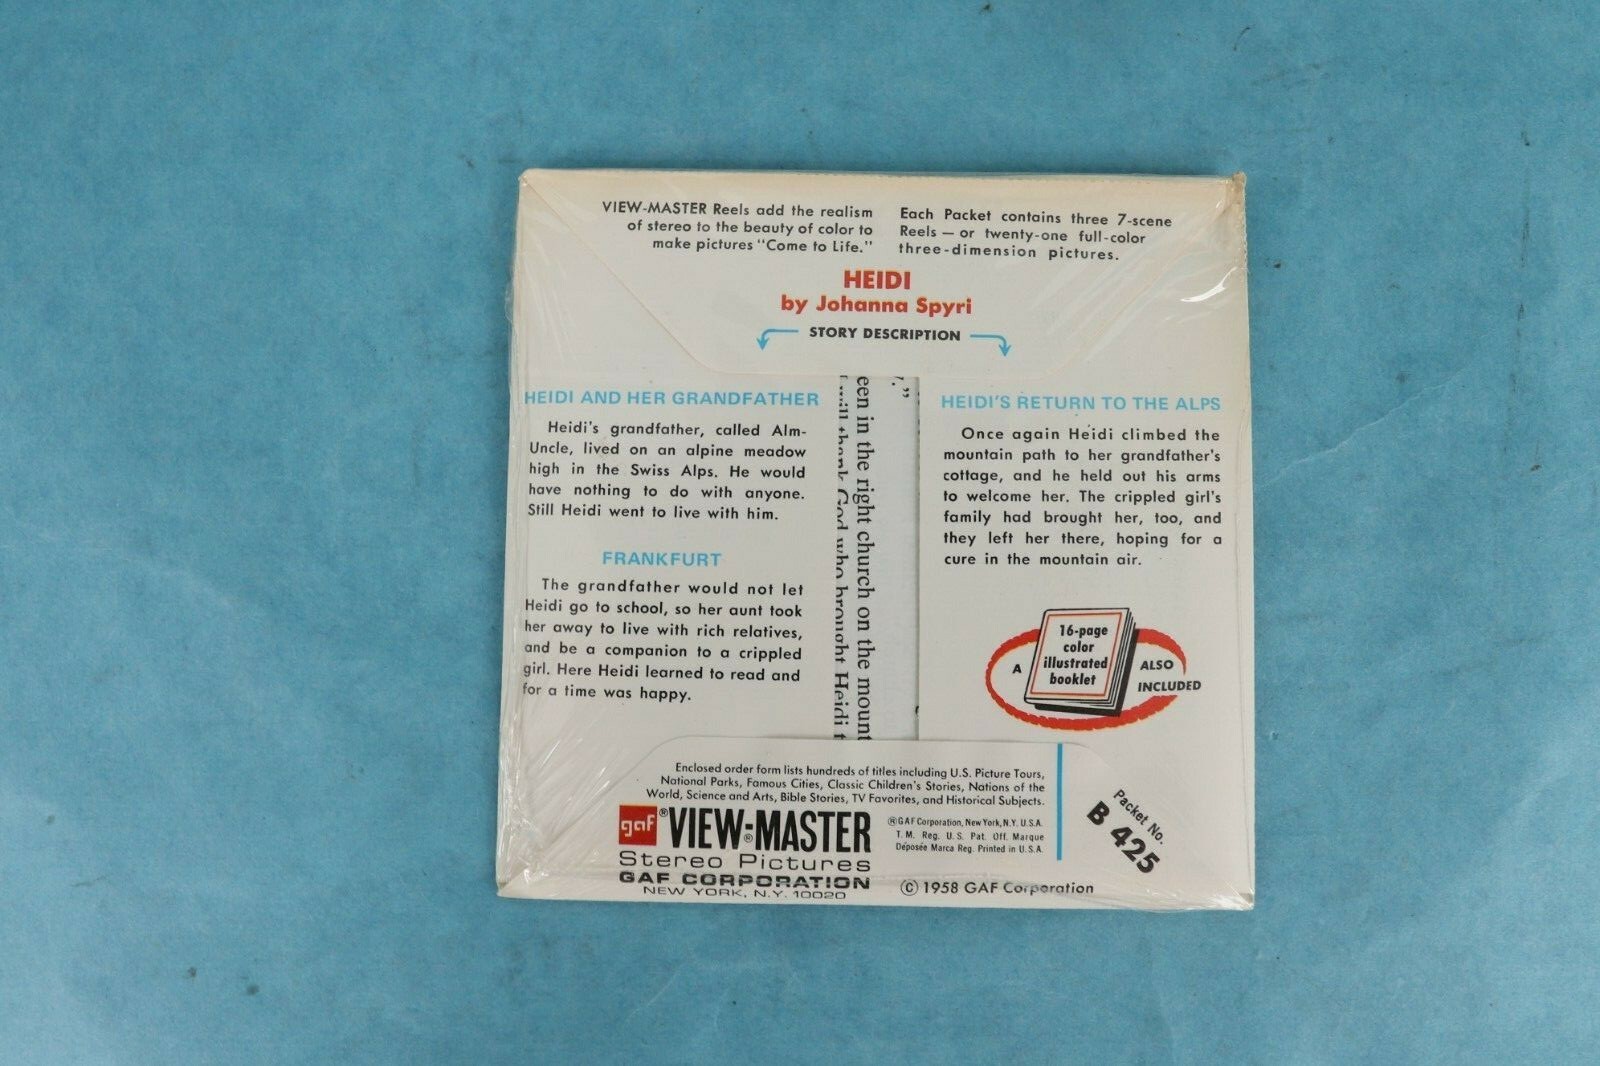 VIEW-MASTER Reels add the realism
of stereo to the beauty of color to
make pictures "Come to Life."
Each Packet contains three 7-scene
Reels — or twenty-one full-color
three-dimension pictures.
HEIDI
by Johanna Spyri
STORY DESCRIPTION
HEIDI AND HER GRANDFATHER
Heidi's grandfather, called Alm-
Uncle, lived on an alpine meadow
high in the Swiss Alps. He would
have nothing to do with anyone.
Still Heidi went to live with him.
FRANKFURT
The grandfather would not let
Heidi go to school, so her aunt took
her away to live with rich relatives,
and be a companion to a crippled
girl. Here Heidi learned to read and
for a time was happy.
een in the right church on the mount
thank God who brought Heidi t
HEIDI'S RETURN TO THE ALPS
Once again Heidi climbed the
mountain path to her grandfather's
cottage, and he held out his arms
to welcome her. The crippled girl's
family had brought her, too, and
they left her there, hoping for a
cure in the mountain air.
A
16-page
color
illustrated
booklet
ALSO
INCLUDED
Enclosed order form lists hundreds of titles including U.S. Picture Tours,
National Parks, Famous Cities, Classic Children's Stories, Nations of the
World, Science and Arts, Bible Stories, TV Favorites, and Historical Subjects.
gaf ® VIEW-MASTER ®
Stereo Pictures
GAF CORPORATION
NEW YORK, N.Y. 10020
® GAF Corporation, New York, N.Y. U.S.A.
T. M. Reg. U. S. Pat. Off. Marque
Déposée Marca Reg. Printed in U.S.A.
© 1958 GAF Corporation
Packet No.
B 425